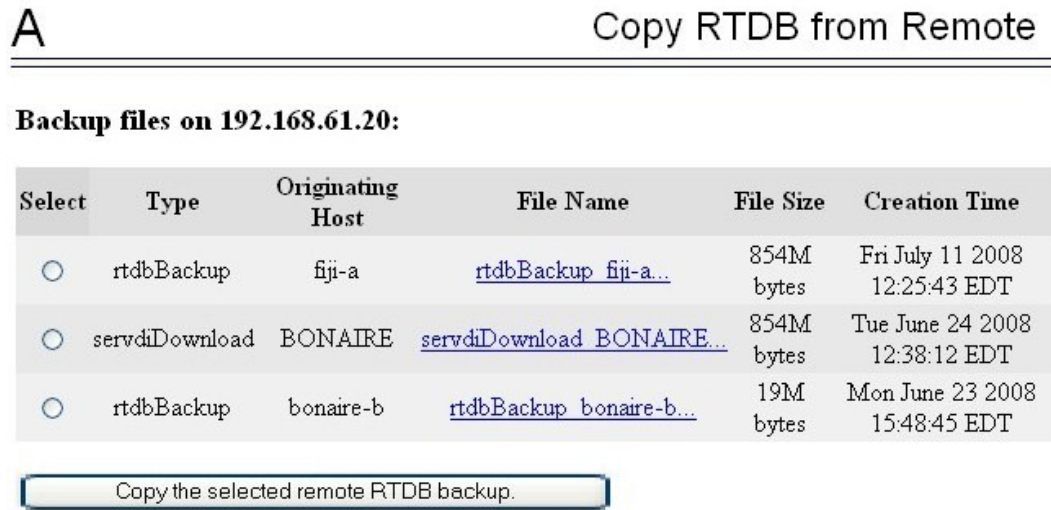 A
Copy RTDB from Remote
Backup files on 192.168.61.20:
Select Type Originating Host File Name File Size Creation Time
rtdbBackup fiji-a rtdbBackup_fiji-a... 854M bytes Fri July 11 2008 12:25:43 EDT
servdiDownload BONAIRE servdiDownload_BONAIRE... 854M bytes Tue June 24 2008 12:38:12 EDT
rtdbBackup bonaire-b rtdbBackup_bonaire-b... 19M bytes Mon June 23 2008 15:48:45 EDT
Copy the selected remote RTDB backup.